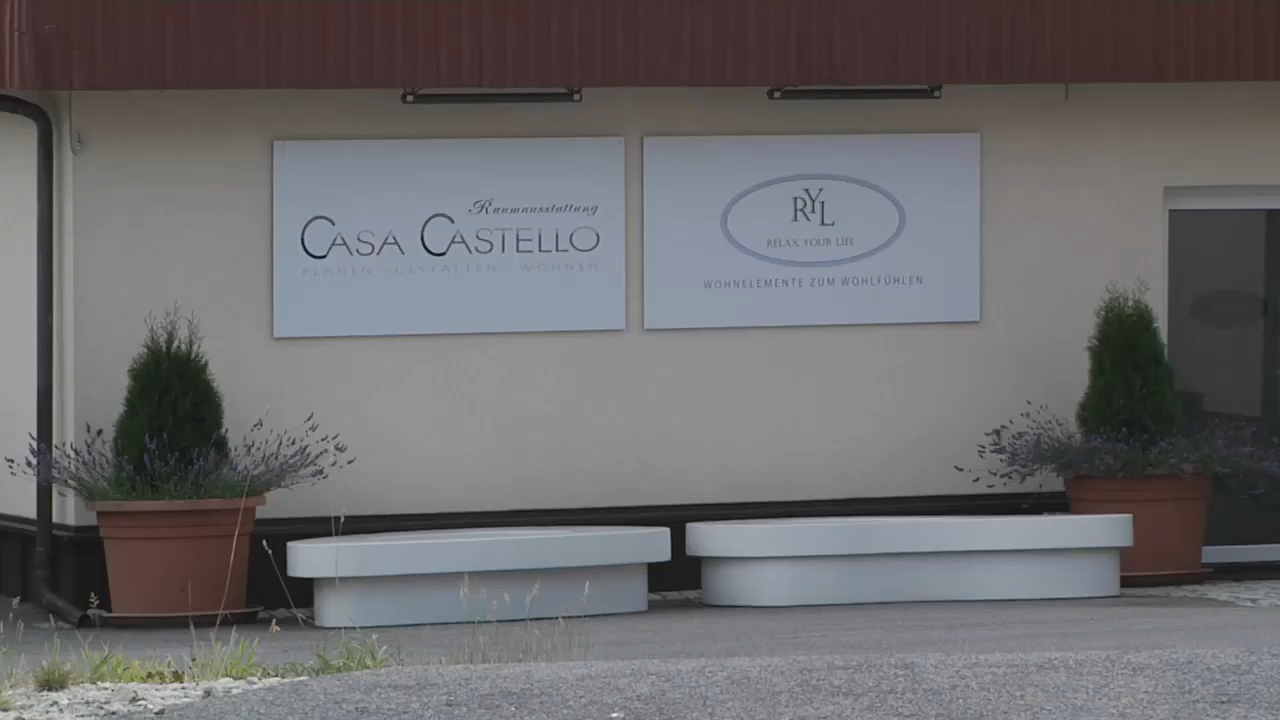 Raumausstattung
CASA CASTELLO
PLANEN · GESTALTEN · WOHNEN
RYL
RELAX YOUR LIFE
WOHNELEMENTE ZUM WOHLFÜHLEN